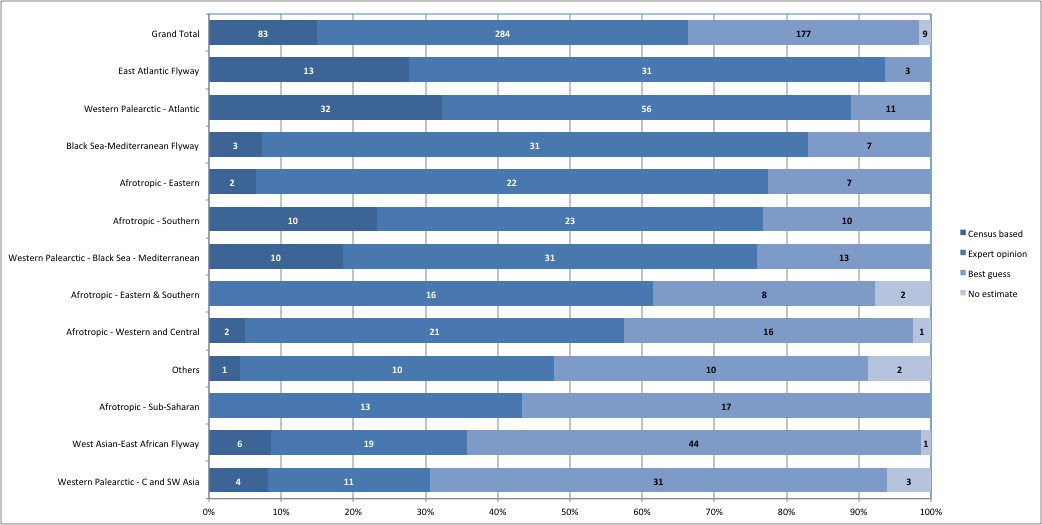 Grand Total 83 284 177 9
East Atlantic Flyway 13 31 3
Western Palearctic - Atlantic 32 56 11
Black Sea-Mediterranean Flyway 3 31 7
Afrotropic - Eastern 2 22 7
Afrotropic - Southern 10 23 10
Western Palearctic - Black Sea - Mediterranean 10 31 13
Afrotropic - Eastern & Southern 16 8 2
Afrotropic - Western and Central 2 21 16 1
Others 1 10 10 2
Afrotropic - Sub-Saharan 13 17
West Asian-East African Flyway 6 19 44 1
Western Palearctic - C and SW Asia 4 11 31 3
0% 10% 20% 30% 40% 50% 60% 70% 80% 90% 100%
Census based
Expert opinion
Best guess
No estimate